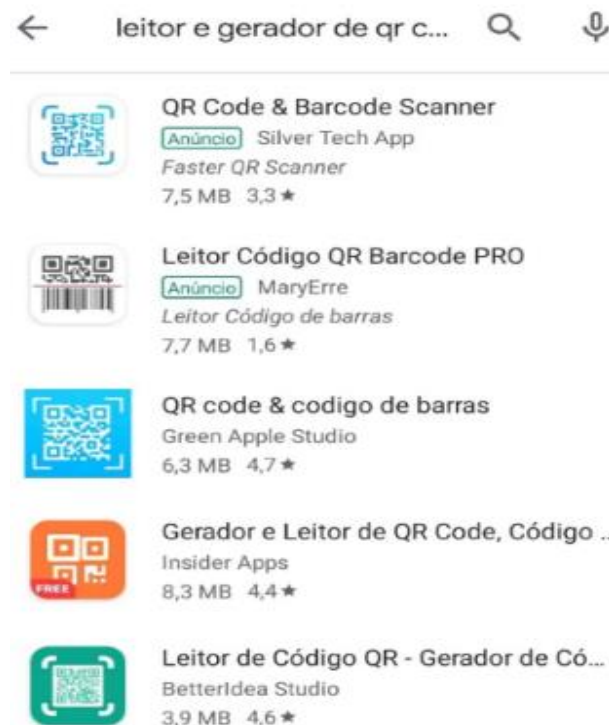 leitor e gerador de qr c...
QR Code & Barcode Scanner
Anúncio Silver Tech App
Faster QR Scanner
7,5 MB 3,3 ★
Leitor Código QR Barcode PRO
Anúncio MaryErre
Leitor Código de barras
7,7 MB 1,6 ★
QR code & codigo de barras
Green Apple Studio
6,3 MB 4,7 ★
Gerador e Leitor de QR Code, Código ..
Insider Apps
FREE
8,3 MB 4,4 ★
Leitor de Código QR - Gerador de Có...
BetterIdea Studio
3,9 MB 4,6 ★